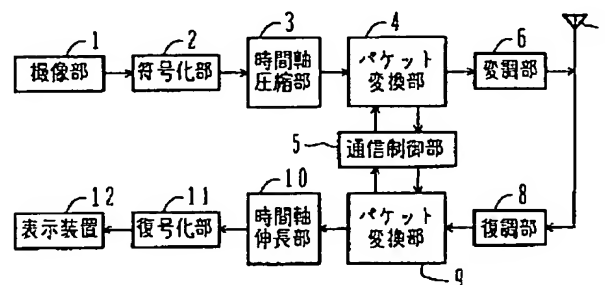 1
2
3
4
6
撮像部
符号化部
時間軸
圧縮部
パケット
変換部
変調部
5
通信制御部
12
11
10
8
表示装置
復号化部
時間軸
伸長部
パケット
変換部
復調部
9